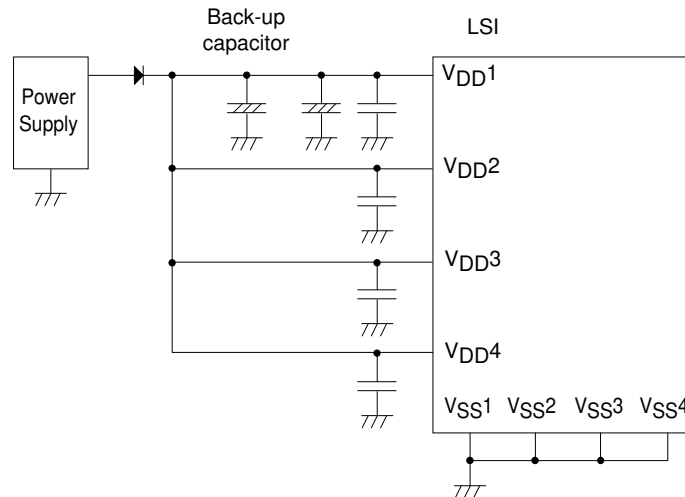 Back-up
capacitor
LSI
Power
Supply
VDD1
VDD2
VDD3
VDD4
VSS1 VSS2 VSS3 VSS4